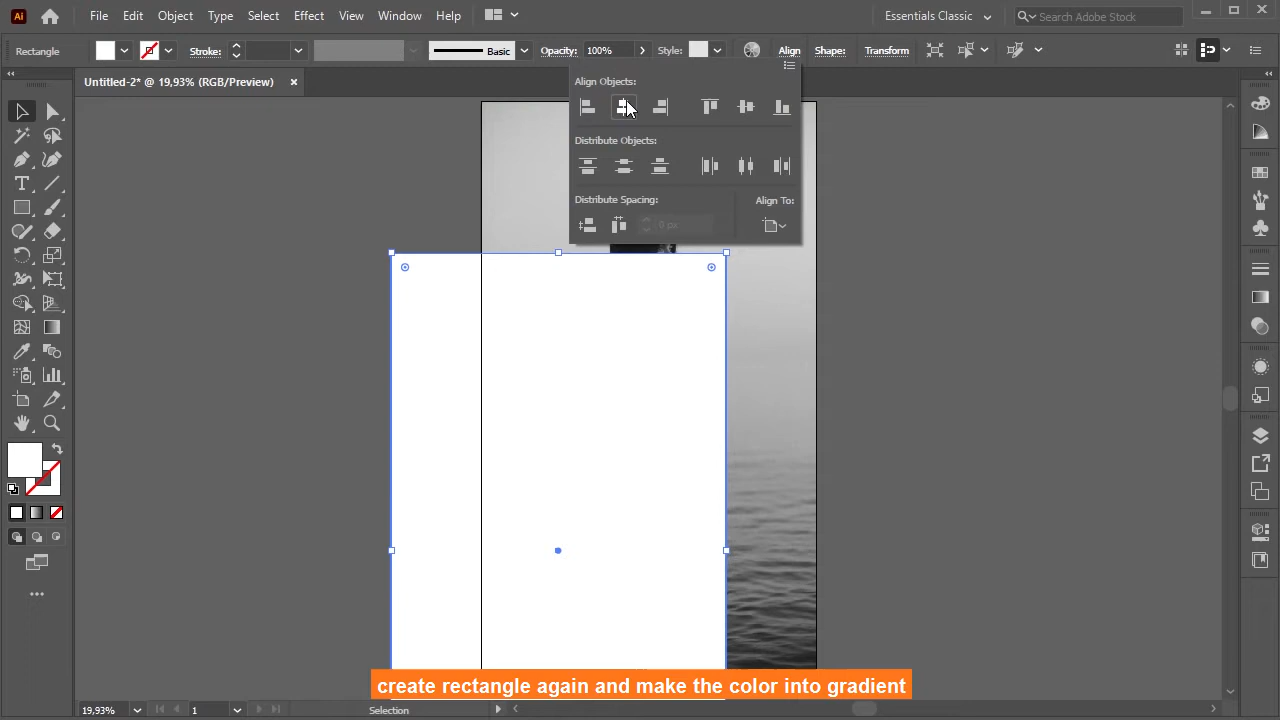 Ai File Edit Object Type Select Effect View Window Help Essentials Classic Search Adobe Stock
Rectangle Stroke: Basic Opacity: 100% Style: Align Shape: Transform
Untitled-2* @ 19,93% (RGB/Preview)
Align Objects:
Distribute Objects:
Distribute Spacing: Align To:
0 px
create rectangle again and make the color into gradient
19,93% 1 Selection